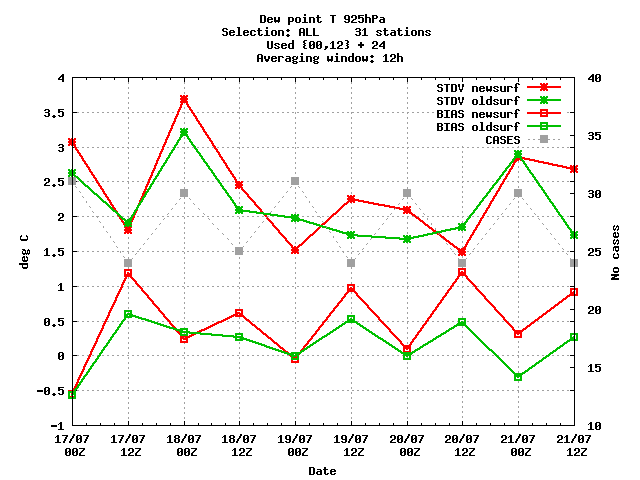 Dew point T 925hPa
Selection: ALL     31 stations
Used {00,12} + 24
Averaging window: 12h
STDV newsurf
STDV oldsurf
BIAS newsurf
BIAS oldsurf
CASES
4
3.5
3
2.5
2
1.5
1
0.5
0
-0.5
-1
deg C
40
35
30
25
20
15
10
No cases
17/07 17/07 18/07 18/07 19/07 19/07 20/07 20/07 21/07 21/07
00Z 12Z 00Z 12Z 00Z 12Z 00Z 12Z 00Z 12Z
Date